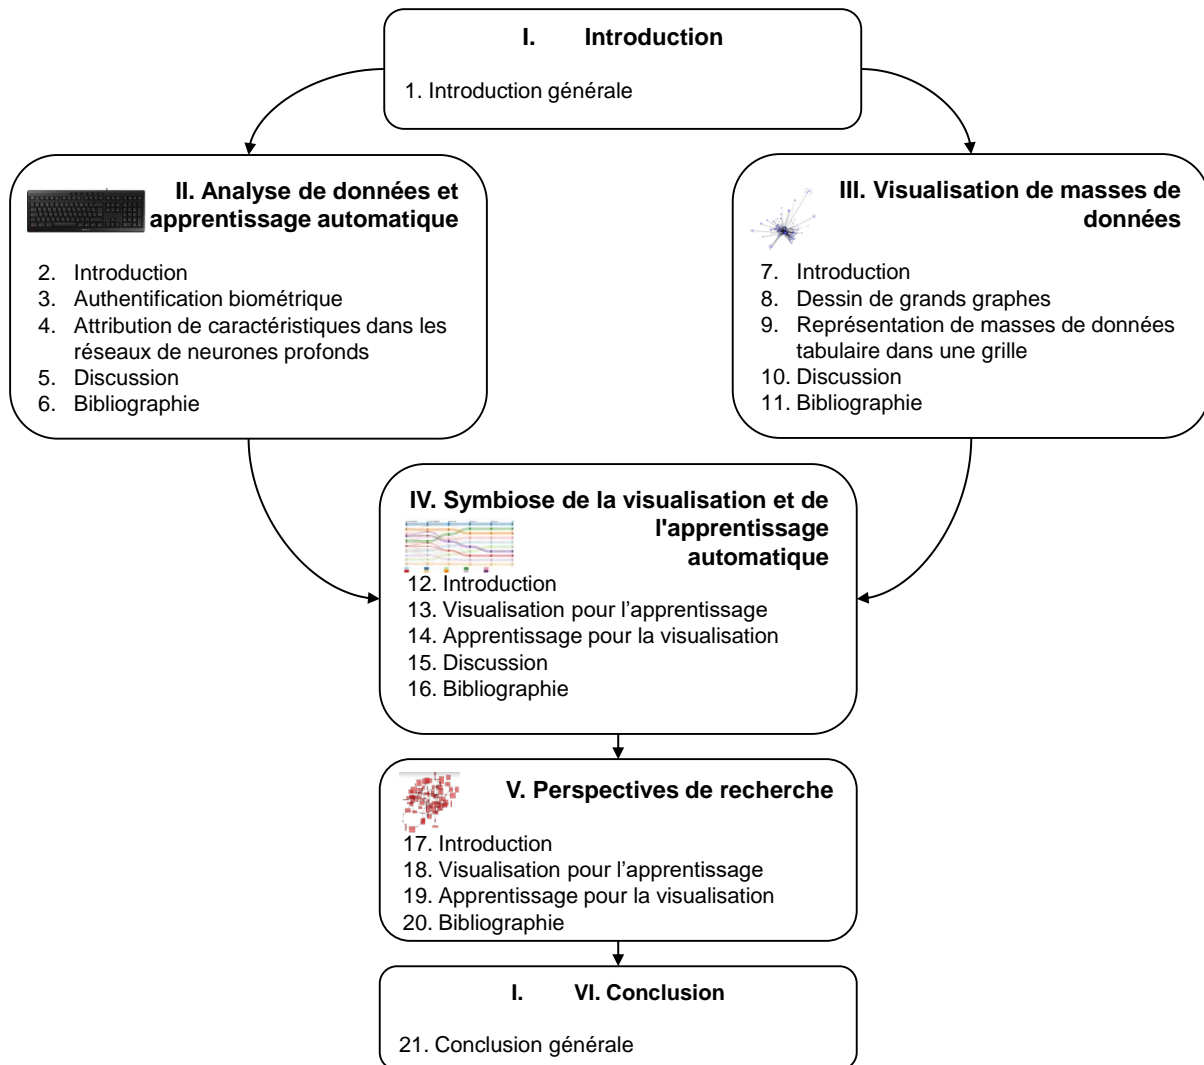 I. Introduction
1. Introduction générale
II. Analyse de données et
apprentissage automatique
2. Introduction
3. Authentification biométrique
4. Attribution de caractéristiques dans les
réseaux de neurones profonds
5. Discussion
6. Bibliographie
III. Visualisation de masses de
données
7. Introduction
8. Dessin de grands graphes
9. Représentation de masses de données
tabulaire dans une grille
10. Discussion
11. Bibliographie
IV. Symbiose de la visualisation et de
l'apprentissage
automatique
12. Introduction
13. Visualisation pour l’apprentissage
14. Apprentissage pour la visualisation
15. Discussion
16. Bibliographie
V. Perspectives de recherche
17. Introduction
18. Visualisation pour l’apprentissage
19. Apprentissage pour la visualisation
20. Bibliographie
I. VI. Conclusion
21. Conclusion générale